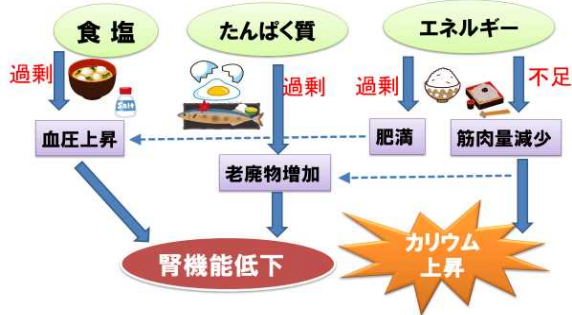 食 塩
たんぱく質
エネルギー
過剰
過剰
過剰
不足
Salt
血圧上昇
肥満
筋肉量減少
老廃物増加
腎機能低下
カリウム
上昇